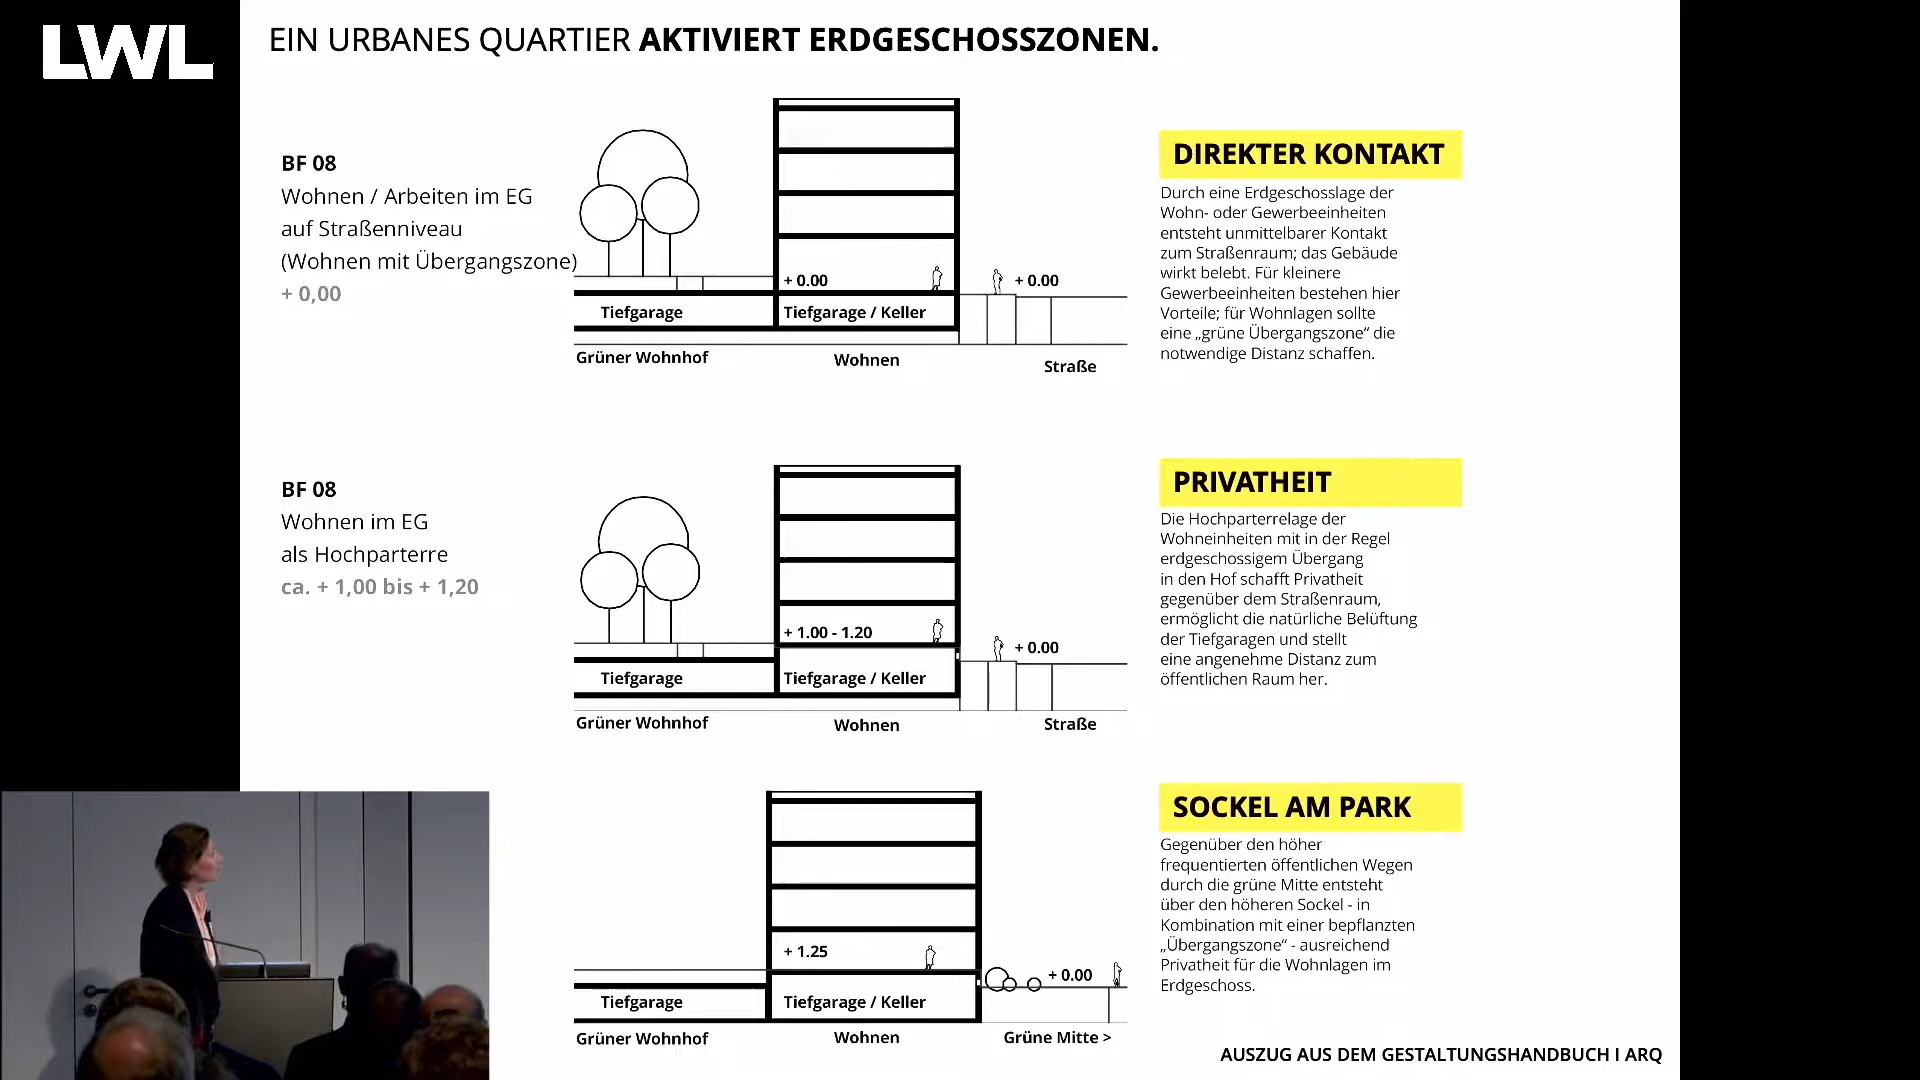 LWL
EIN URBANES QUARTIER AKTIVIERT ERDGESCHOSSZONEN.
BF 08
Wohnen / Arbeiten im EG
auf Straßenniveau
(Wohnen mit Übergangszone)
+ 0,00
+ 0.00
+ 0.00
Tiefgarage
Tiefgarage / Keller
Grüner Wohnhof
Wohnen
Straße
DIREKTER KONTAKT
Durch eine Erdgeschosslage der
Wohn- oder Gewerbeeinheiten
entsteht unmittelbarer Kontakt
zum Straßenraum; das Gebäude
wirkt belebt. Für kleinere
Gewerbeeinheiten bestehen hier
Vorteile; für Wohnlagen sollte
eine „grüne Übergangszone“ die
notwendige Distanz schaffen.
BF 08
Wohnen im EG
als Hochparterre
ca. + 1,00 bis + 1,20
+ 1.00 - 1.20
+ 0.00
Tiefgarage
Tiefgarage / Keller
Grüner Wohnhof
Wohnen
Straße
PRIVATHEIT
Die Hochparterrelage der
Wohneinheiten mit in der Regel
erdgeschossigem Übergang
in den Hof schafft Privatheit
gegenüber dem Straßenraum,
ermöglicht die natürliche Belüftung
der Tiefgaragen und stellt
eine angenehme Distanz zum
öffentlichen Raum her.
+ 1.25
+ 0.00
Tiefgarage
Tiefgarage / Keller
Grüner Wohnhof
Wohnen
Grüne Mitte >
SOCKEL AM PARK
Gegenüber den höher
frequentierten öffentlichen Wegen
durch die grüne Mitte entsteht
über den höheren Sockel - in
Kombination mit einer bepflanzten
„Übergangszone“ - ausreichend
Privatheit für die Wohnlagen im
Erdgeschoss.
AUSZUG AUS DEM GESTALTUNGSHANDBUCH I ARQ